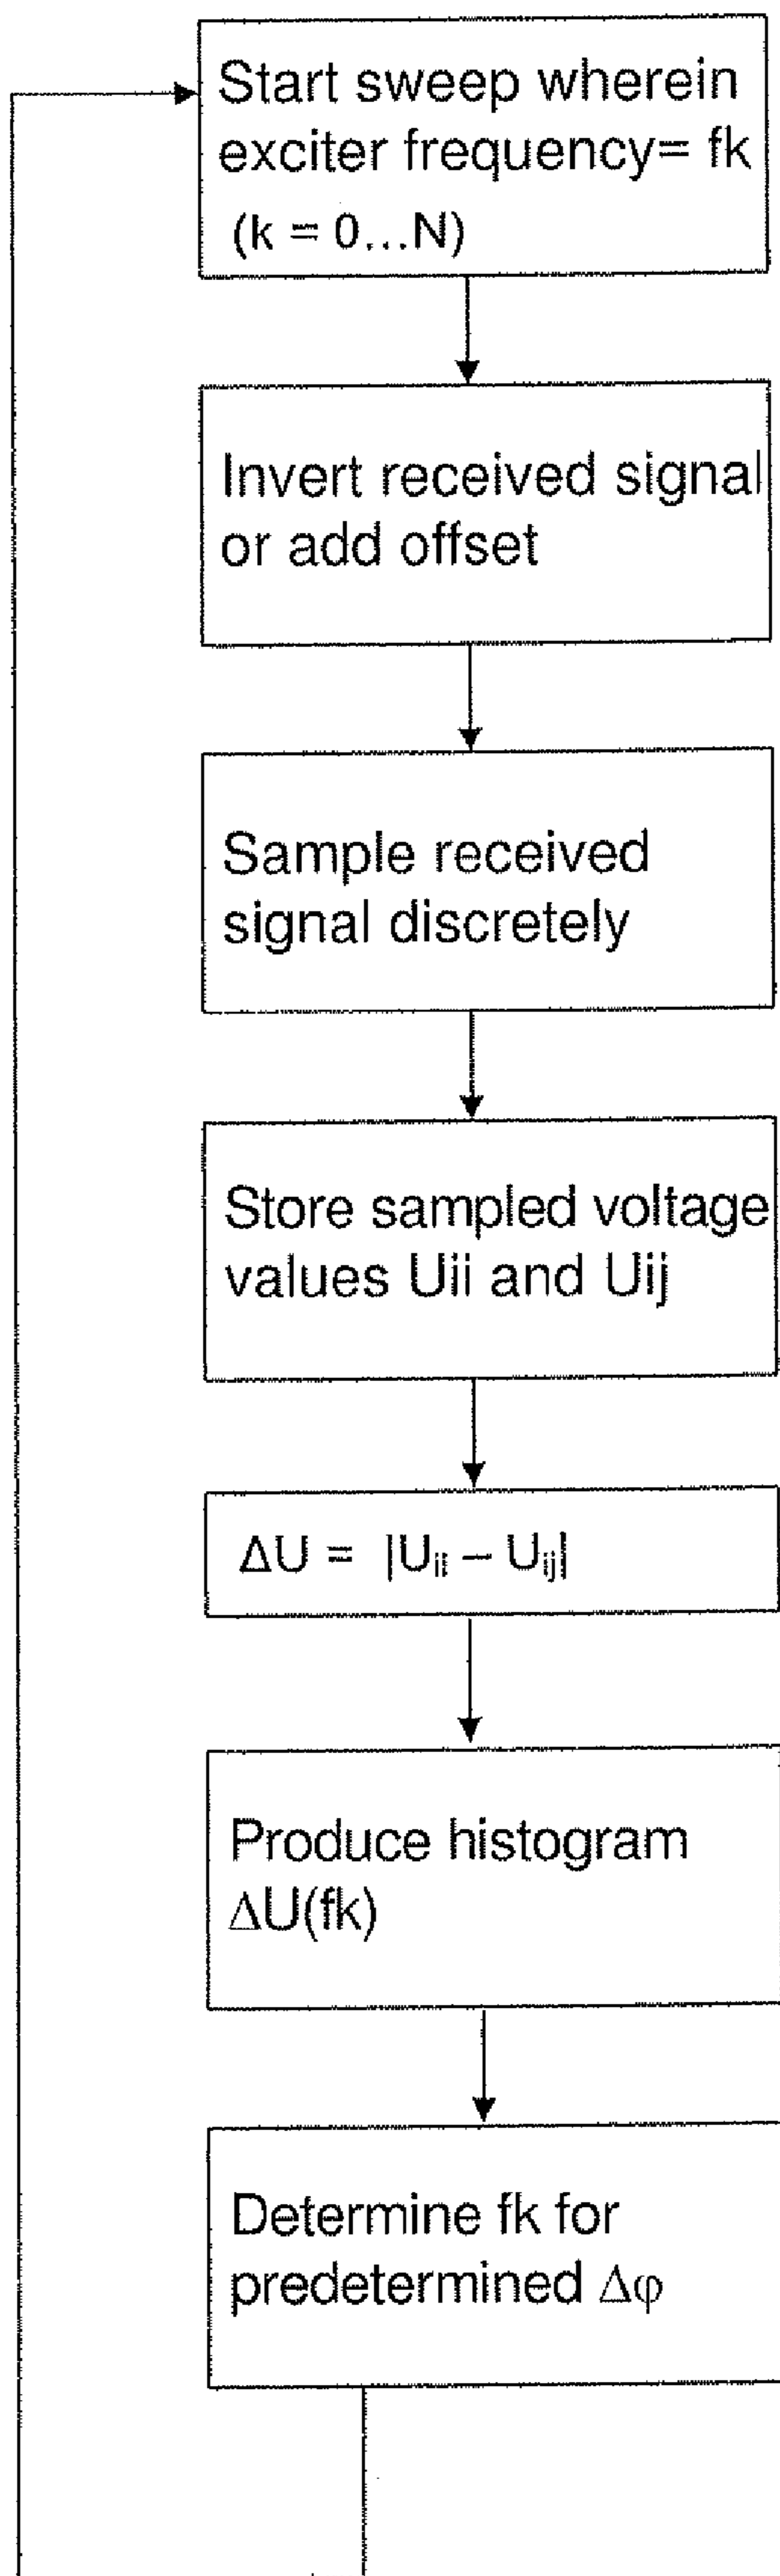 Start sweep wherein
exciter frequency= fk
(k = 0...N)
Invert received signal
or add offset
Sample received
signal discretely
Store sampled voltage
values Uii and Uij
ΔU = |Uii – Uij|
Produce histogram
ΔU(fk)
Determine fk for
predetermined Δφ